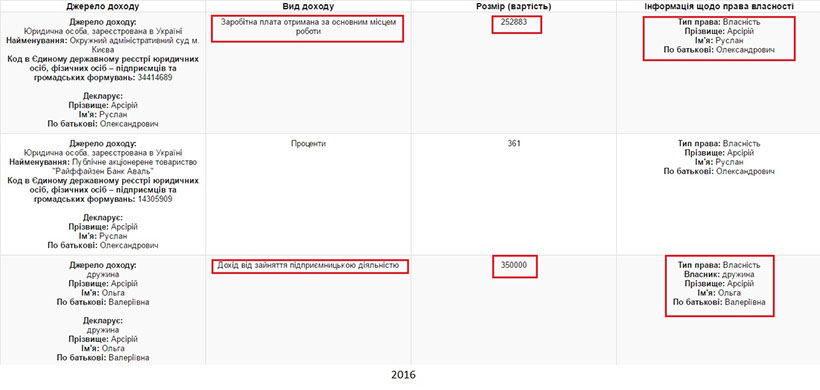 Джерело доходу
Вид доходу
Розмір (вартість)
Інформація щодо права власності
Джерело доходу:
Юридична особа, зареєстрована в Україні
Найменування: Окружний адміністративний суд м.
Києва
Код в Єдиному державному реєстрі юридичних
осіб, фізичних осіб – підприємців та
громадських формувань: 34414689
Декларує:
Прізвище: Арсірій
Ім'я: Руслан
По батькові: Олександрович
Заробітна плата отримана за основним місцем
роботи
252883
Тип права: Власність
Прізвище: Арсірій
Ім'я: Руслан
По батькові: Олександрович
Джерело доходу:
Юридична особа, зареєстрована в Україні
Найменування: Публічне акціонерене товариство
"Райффайзен Банк Аваль"
Код в Єдиному державному реєстрі юридичних
осіб, фізичних осіб – підприємців та
громадських формувань: 14305909
Декларує:
Прізвище: Арсірій
Ім'я: Руслан
По батькові: Олександрович
Проценти
361
Тип права: Власність
Прізвище: Арсірій
Ім'я: Руслан
По батькові: Олександрович
Джерело доходу:
дружина
Прізвище: Арсірій
Ім'я: Ольга
По батькові: Валеріївна
Декларує:
дружина
Прізвище: Арсірій
Ім'я: Ольга
По батькові: Валеріївна
Дохід від зайняття підприємницькою діяльністю
350000
Тип права: Власність
Власник: дружина
Прізвище: Арсірій
Ім'я: Ольга
По батькові: Валеріївна
2016